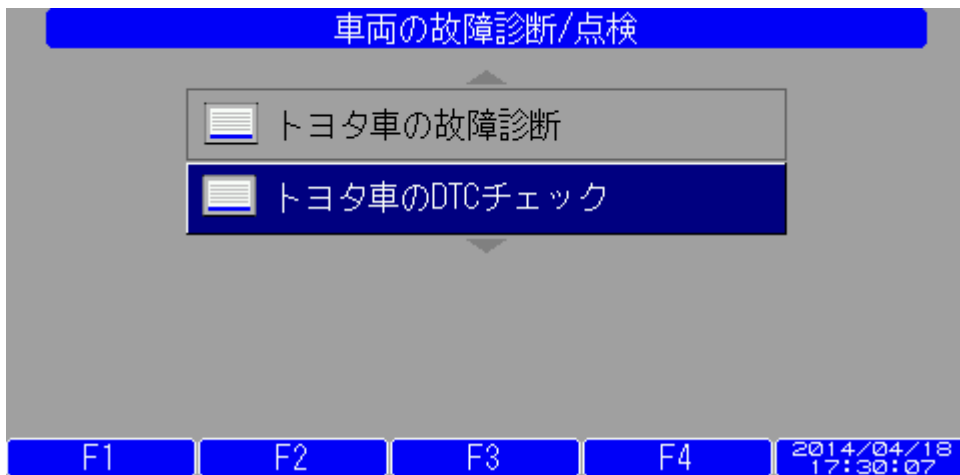 車両の故障診断/点検
トヨタ車の故障診断
トヨタ車のDTCチェック
F1
F2
F3
F4
2014/04/18
17:30:07